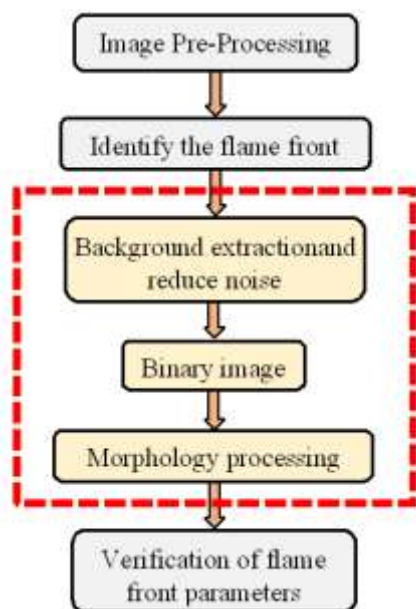 Image Pre-Processing
Identify the flame front
Background extractionand
reduce noise
Binary image
Morphology processing
Verification of flame
front parameters